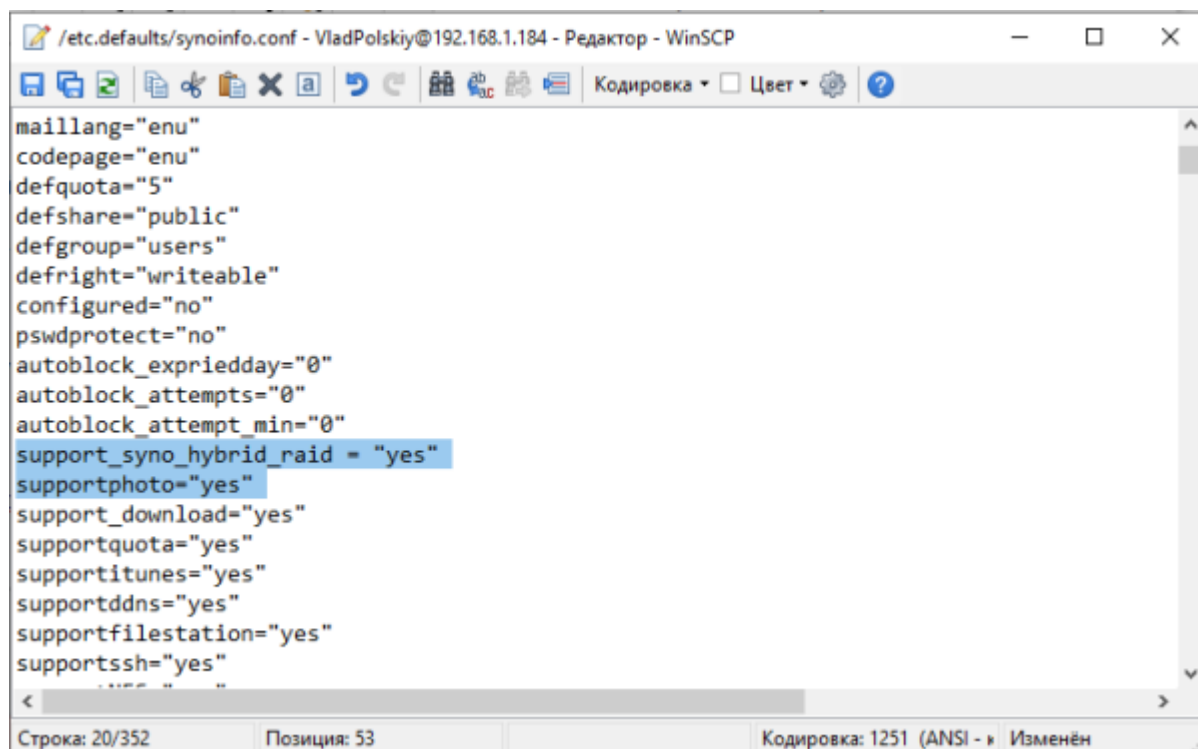 /etc.defaults/synoinfo.conf - VladPolskiy@192.168.1.184 - Редактор - WinSCP
Кодировка Цвет
maillang="enu"
codepage="enu"
defquota="5"
defshare="public"
defgroup="users"
defright="writeable"
configured="no"
pswdprotect="no"
autoblock_expriedday="0"
autoblock_attempts="0"
autoblock_attempt_min="0"
support_syno_hybrid_raid = "yes"
supportphoto="yes"
support_download="yes"
supportquota="yes"
supportitunes="yes"
supportddns="yes"
supportfilestation="yes"
supportssh="yes"
Строка: 20/352 Позиция: 53 Кодировка: 1251 (ANSI - к Изменён